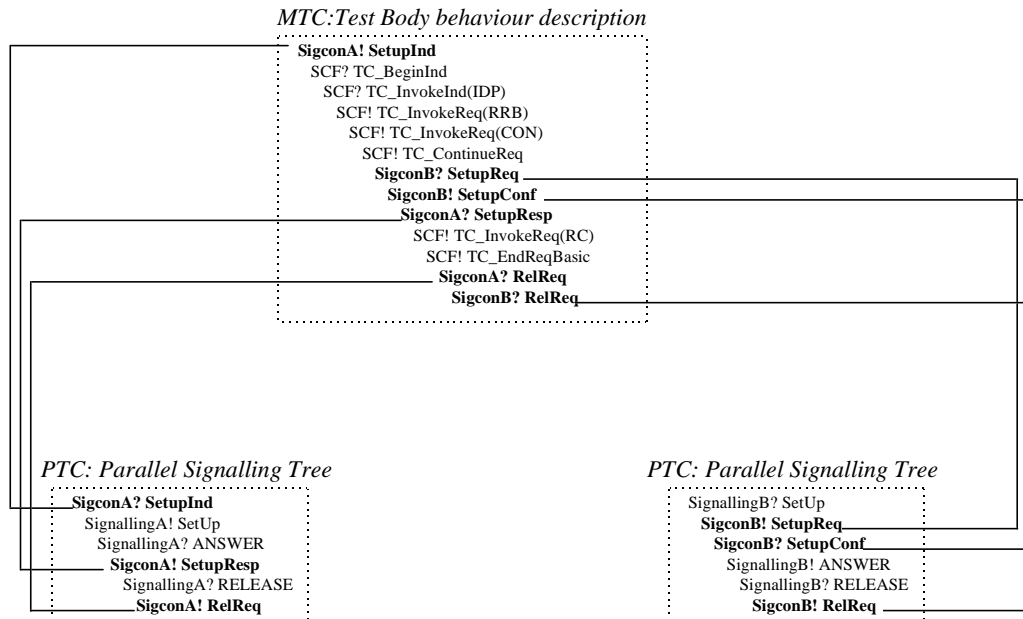 MTC:Test Body behaviour description
SigconA! SetupInd
SCF? TC_BeginInd
SCF? TC_InvokeInd(IDP)
SCF! TC_InvokeReq(RRB)
SCF! TC_InvokeReq(CON)
SCF! TC_ContinueReq
SigconB? SetupReq
SigconB! SetupConf
SigconA? SetupResp
SCF! TC_InvokeReq(RC)
SCF! TC_EndReqBasic
SigconA? RelReq
SigconB? RelReq
PTC: Parallel Signalling Tree
SigconA? SetupInd
SignallingA! SetUp
SignallingA? ANSWER
SigconA! SetupResp
SignallingA? RELEASE
SigconA! RelReq
PTC: Parallel Signalling Tree
SignallingB? SetUp
SigconB! SetupReq
SigconB? SetupConf
SignallingB! ANSWER
SignallingB? RELEASE
SigconB! RelReq